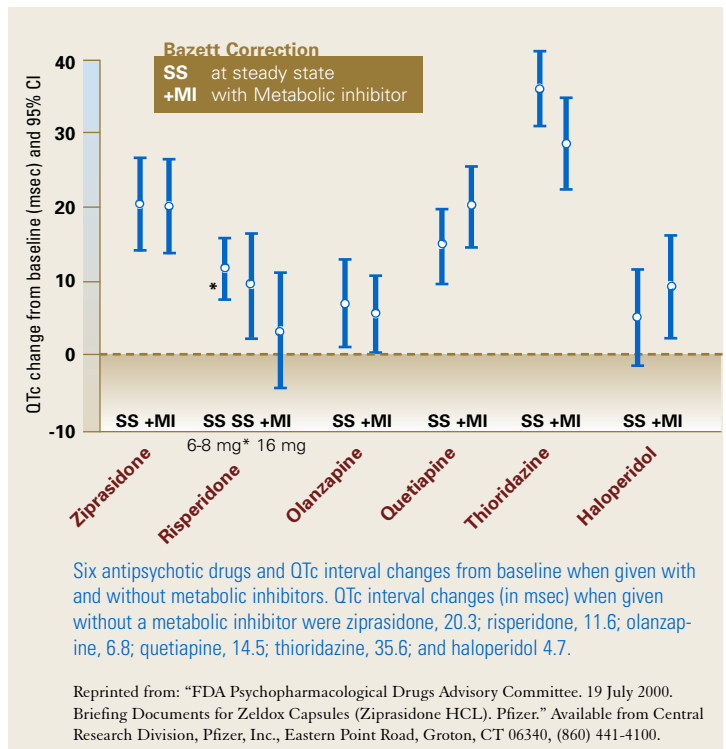 Bazett Correction
SS at steady state
+MI with Metabolic inhibitor
QTc change from baseline (msec) and 95% CI
40
30
20
10
0
-10
*
SS +MI SS SS +MI SS +MI SS +MI SS +MI SS +MI
6-8 mg* 16 mg
Ziprasidone
Risperidone
Olanzapine
Quetiapine
Thioridazine
Haloperidol
Six antipsychotic drugs and QTc interval changes from baseline when given with
and without metabolic inhibitors. QTc interval changes (in msec) when given
without a metabolic inhibitor were ziprasidone, 20.3; risperidone, 11.6; olanzap-
ine, 6.8; quetiapine, 14.5; thioridazine, 35.6; and haloperidol 4.7.
Reprinted from: “FDA Psychopharmacological Drugs Advisory Committee. 19 July 2000.
Briefing Documents for Zeldox Capsules (Ziprasidone HCL). Pfizer.” Available from Central
Research Division, Pfizer, Inc., Eastern Point Road, Groton, CT 06340, (860) 441-4100.